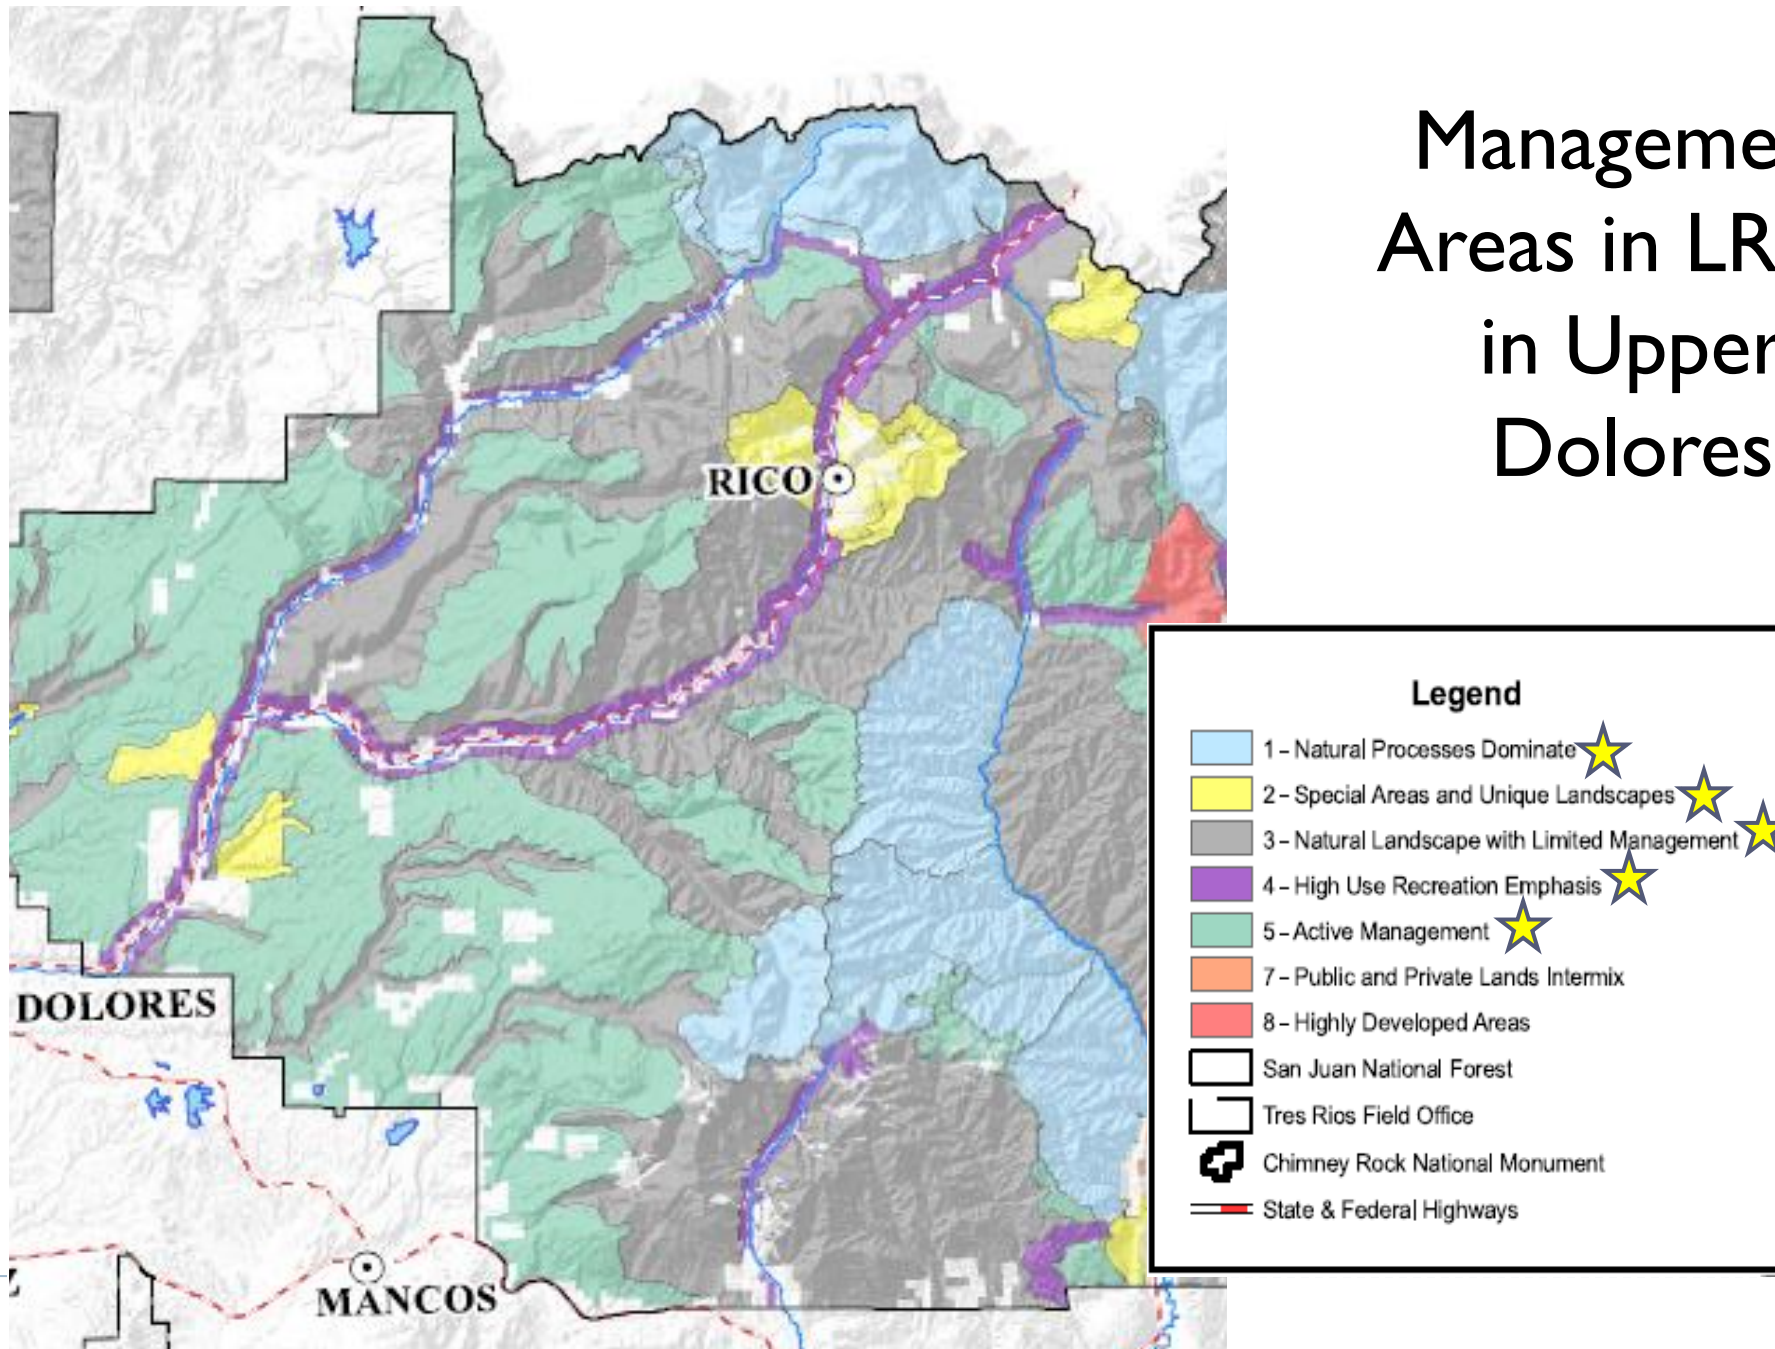 Manageme
Areas in LR
in Upper
Dolores
RICO
DOLORES
MANCOS
Legend
1 - Natural Processes Dominate
2 - Special Areas and Unique Landscapes
3 - Natural Landscape with Limited Management
4 - High Use Recreation Emphasis
5 - Active Management
7 - Public and Private Lands Intermix
8 - Highly Developed Areas
San Juan National Forest
Tres Rios Field Office
Chimney Rock National Monument
State & Federal Highways